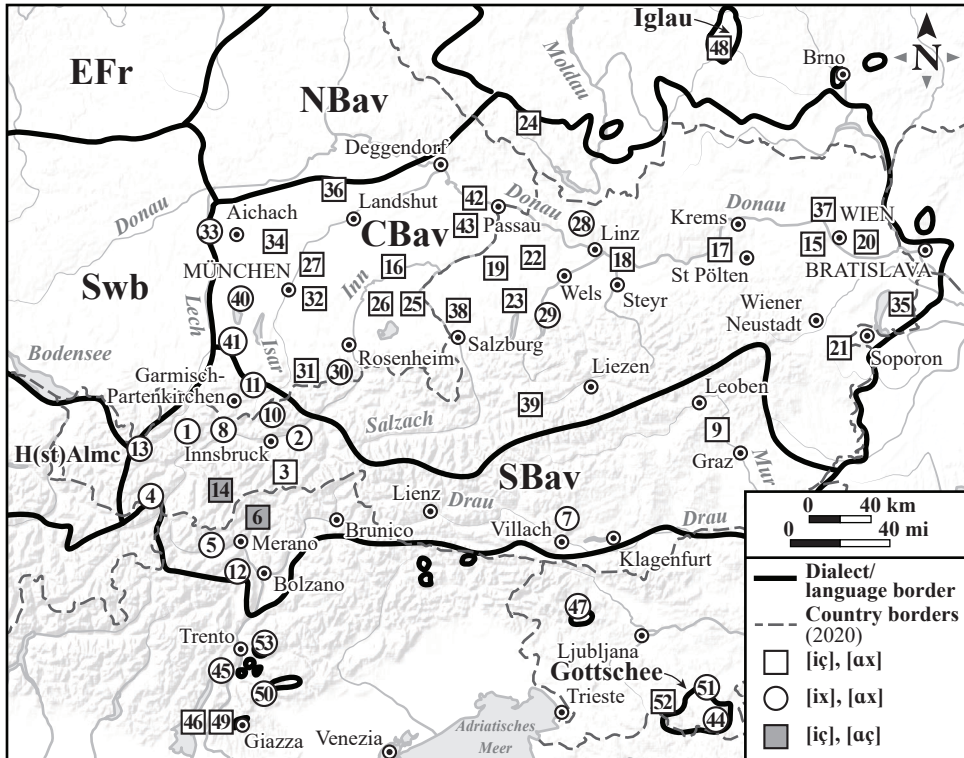 Iglau
48
Brno
N
EFr
Moldau
NBav
24
Deggendorf
36
42
Donau
Landshut
Passau
28
Krems
Donau
37
WIEN
Donau
33
Aichach
34
CBav
43
Linz
17
15
20
27
16
19
22
18
St Pölten
BRATISLAVA
MÜNCHEN
Inn
Swb
32
26
25
Wels
Steyr
40
38
23
29
Wiener
Neustadt
35
Lech
41
Isar
Rosenheim
Salzburg
21
Soporon
Bodensee
31
30
Garmisch-
Partenkirchen
11
Liezen
Leoben
39
10
Salzach
1
8
2
9
H(st)Almc
13
Innsbruck
Graz
3
Mur
SBav
14
4
Lienz
Drau
6
7
Drau
0 40 km
0 40 mi
5
Merano
Brunico
Villach
Klagenfurt
12
Bolzano
Dialect/
language border
Country borders
(2020)
47
Trento
53
Ljubljana
[iç], [ɑx]
45
Gottschee
50
Trieste
52
51
[ix], [ɑx]
46
49
44
Giazza
Venezia
Adriatisches
Meer
[iç], [ɑç]